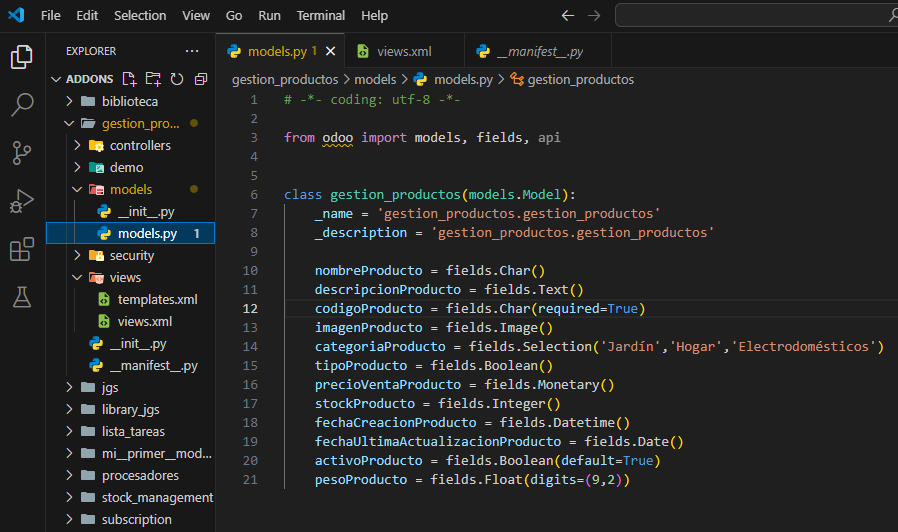 File Edit Selection View Go Run Terminal Help
EXPLORER ...
models.py 1
views.xml
__manifest__.py
ADDONS
biblioteca
gestion_pro...
controllers
demo
models
__init__.py
models.py 1
security
views
templates.xml
views.xml
__init__.py
__manifest__.py
jgs
library_jgs
lista_tareas
mi__primer__mod...
procesadores
stock_management
subscription
gestion_productos > models > models.py > gestion_productos
1 # -*- coding: utf-8 -*-
2
3 from odoo import models, fields, api
4
5
6 class gestion_productos(models.Model):
7 _name = 'gestion_productos.gestion_productos'
8 _description = 'gestion_productos.gestion_productos'
9
10 nombreProducto = fields.Char()
11 descripcionProducto = fields.Text()
12 codigoProducto = fields.Char(required=True)
13 imagenProducto = fields.Image()
14 categoriaProducto = fields.Selection('Jardín','Hogar','Electrodomésticos')
15 tipoProducto = fields.Boolean()
16 precioVentaProducto = fields.Monetary()
17 stockProducto = fields.Integer()
18 fechaCreacionProducto = fields.Datetime()
19 fechaUltimaActualizacionProducto = fields.Date()
20 activoProducto = fields.Boolean(default=True)
21 pesoProducto = fields.Float(digits=(9,2))